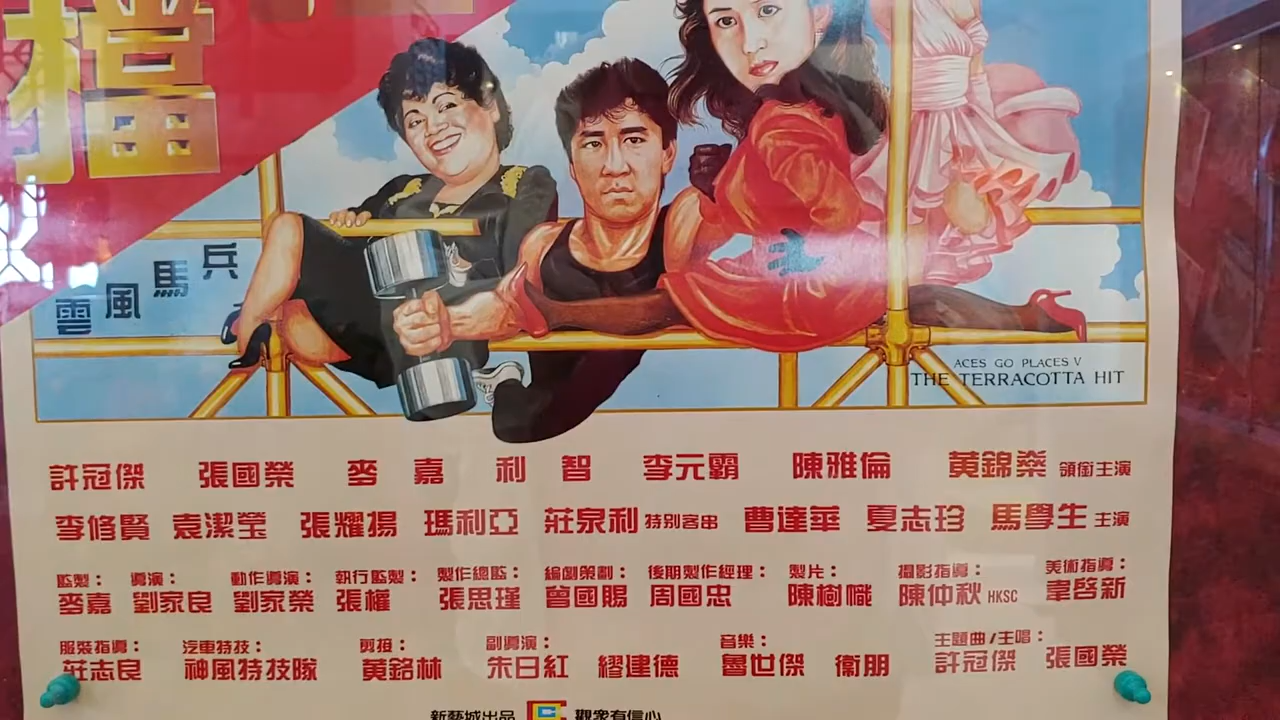 擋
雲風馬兵
ACES GO PLACES V
THE TERRACOTTA HIT
許冠傑 張國榮 麥嘉 利智 李元霸 陳雅倫 黃錦燊 領銜主演
李修賢 袁潔瑩 張耀揚 瑪利亞 莊泉利 特別客串 曹達華 夏志珍 馬學生 主演
監製: 導演: 動作導演: 執行監製: 製作總監: 編劇策劃: 後期製作經理: 製片: 攝影指導: 美術指導:
麥嘉 劉家良 劉家榮 張權 張思瑾 曾國賜 周國忠 陳樹幟 陳仲秋 HKSC 韋啓新
服裝指導: 汽車特技: 剪接: 副導演: 音樂: 主題曲/主唱:
莊志良 神風特技隊 黃銘林 朱日紅 繆建德 魯世傑 衞朋 許冠傑 張國榮
新藝城出品 觀眾有信心